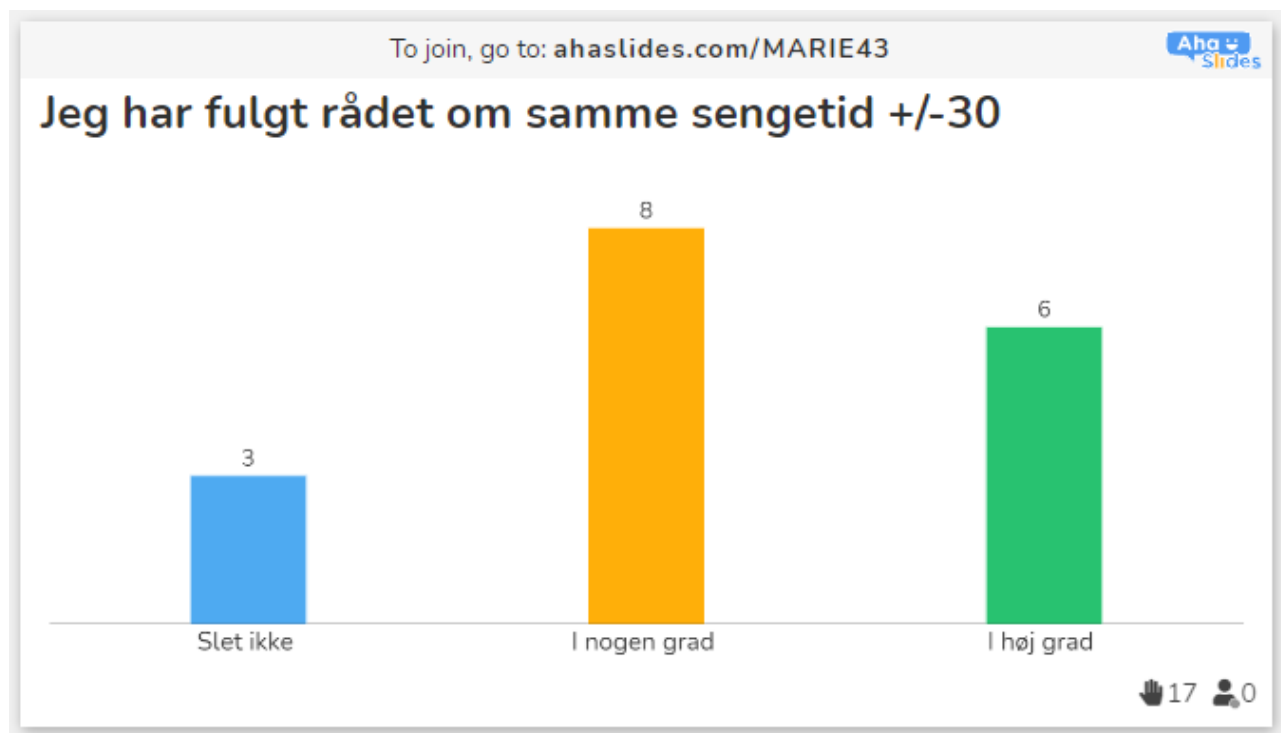 To join, go to: ahaslides.com/MARIE43
Aha
Slides
Jeg har fulgt rådet om samme sengetid +/-30
8
6
3
Slet ikke
I nogen grad
I høj grad
17 0